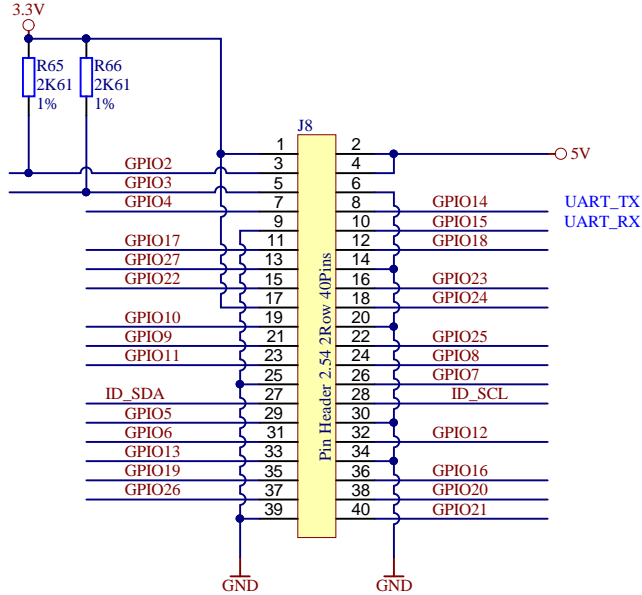 3.3V
R65
2K61
1%
R66
2K61
1%
J8
1 2
5V
GPIO2 3 4
GPIO3 5 6
GPIO4 7 8 GPIO14 UART_TX
9 10 GPIO15 UART_RX
GPIO17 11 12 GPIO18
GPIO27 13 14
GPIO22 15 16 GPIO23
17 18 GPIO24
GPIO10 19 20
GPIO9 21 22 GPIO25
GPIO11 23 24 GPIO8
25 26 GPIO7
ID_SDA 27 28 ID_SCL
GPIO5 29 30
GPIO6 31 32 GPIO12
GPIO13 33 34
GPIO19 35 36 GPIO16
GPIO26 37 38 GPIO20
39 40 GPIO21
Pin Header 2.54 2Row 40Pins
GND
GND